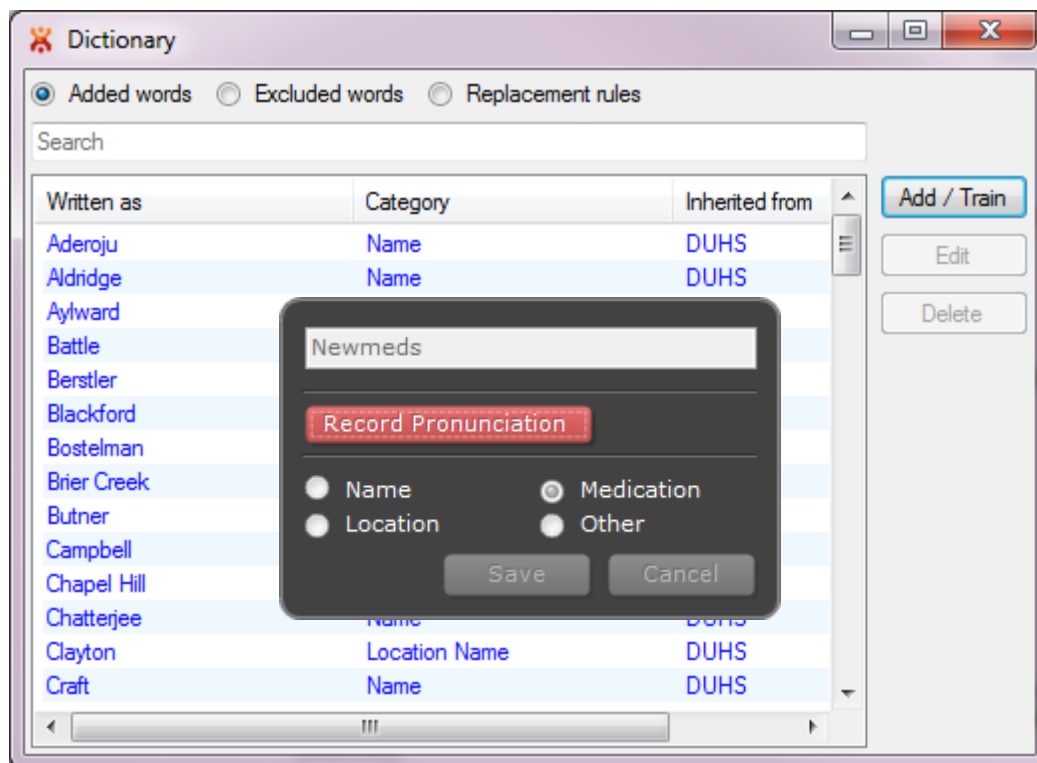 Dictionary
Added words Excluded words Replacement rules
Search
Written as Category Inherited from
Add / Train
Aderoju Name DUHS
Edit
Aldridge Name DUHS
Aylward
Delete
Battle
Newmeds
Berstler
Blackford
Record Pronunciation
Bostelman
Brier Creek
Name Medication
Butner
Location Other
Campbell
Chapel Hill
Save Cancel
Chatterjee Name DUHS
Clayton Location Name DUHS
Craft Name DUHS